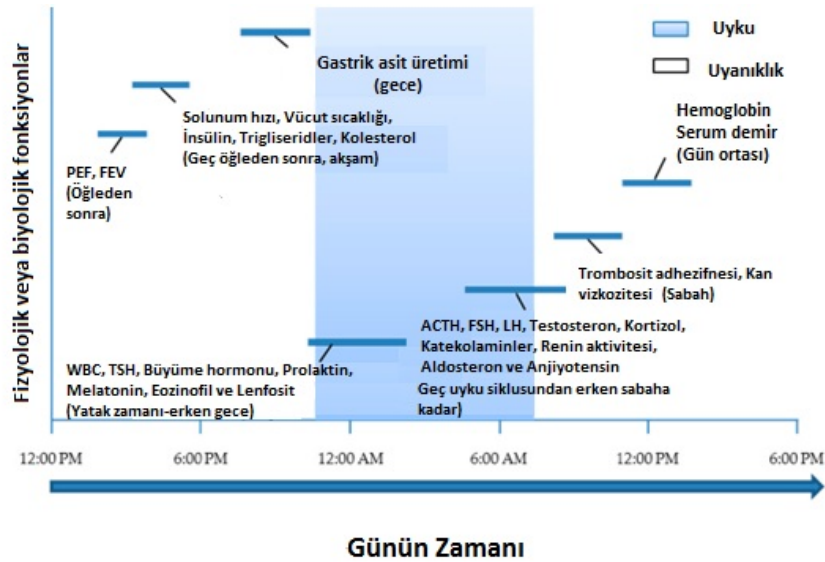 Fizyolojik veya biyolojik fonksiyonlar
Gastrik asit üretimi
(gece)
Uyku
Uyanıklık
Solunum hızı, Vücut sıcaklığı,
İnsülin, Trigliseridler, Kolesterol
(Geç öğleden sonra, akşam)
Hemoglobin
Serum demir
(Gün ortası)
PEF, FEV
(Öğleden
sonra)
Trombosit adhezifnesi, Kan
vizkozitesi (Sabah)
ACTH, FSH, LH, Testosteron, Kortizol,
Katekolaminler, Renin aktivitesi,
Aldosteron ve Anjiyotensin
Geç uyku siklusundan erken sabaha
kadar)
WBC, TSH, Büyüme hormonu, Prolaktin,
Melatonin, Eozinofil ve Lenfosit
(Yatak zamanı-erken gece)
12:00 PM 6:00 PM 12:00 AM 6:00 AM 12:00 PM 6:00 PM
Günün Zamanı